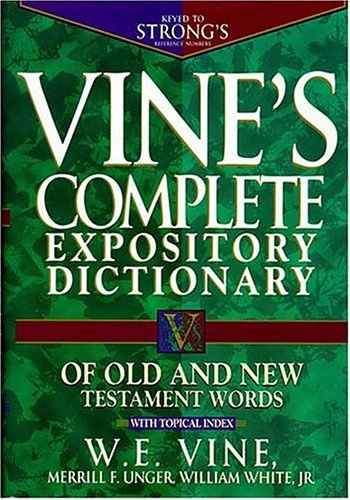 KEYED TO
STRONG'S
REFERENCE NUMBERS
VINE'S
COMPLETE
EXPOSITORY
DICTIONARY
V
OF OLD AND NEW
TESTAMENT WORDS
WITH TOPICAL INDEX
W.E. VINE,
MERRILL F. UNGER, WILLIAM WHITE, JR.